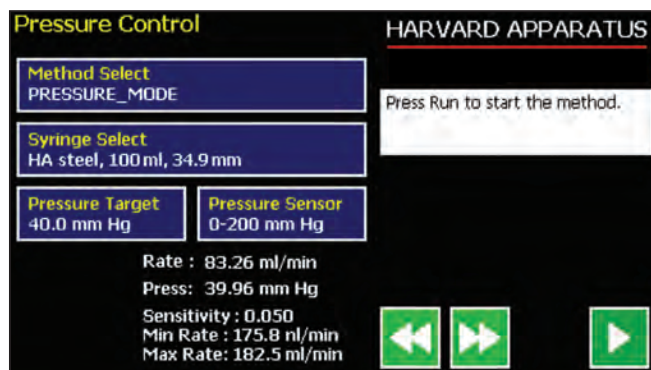 Pressure Control
HARVARD APPARATUS
Method Select
PRESSURE_MODE
Press Run to start the method.
Syringe Select
HA steel, 100 ml, 34.9 mm
Pressure Target
40.0 mm Hg
Pressure Sensor
0-200 mm Hg
Rate : 83.26 ml/min
Press: 39.96 mm Hg
Sensitivity : 0.050
Min Rate : 175.8 nl/min
Max Rate: 182.5 ml/min